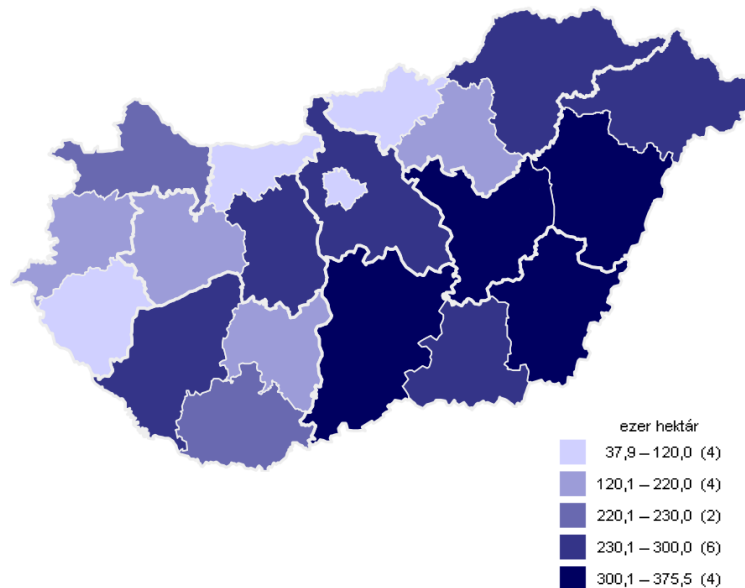 ezer hektár
37,9 – 120,0 (4)
120,1 – 220,0 (4)
220,1 – 230,0 (2)
230,1 – 300,0 (6)
300,1 – 375,5 (4)